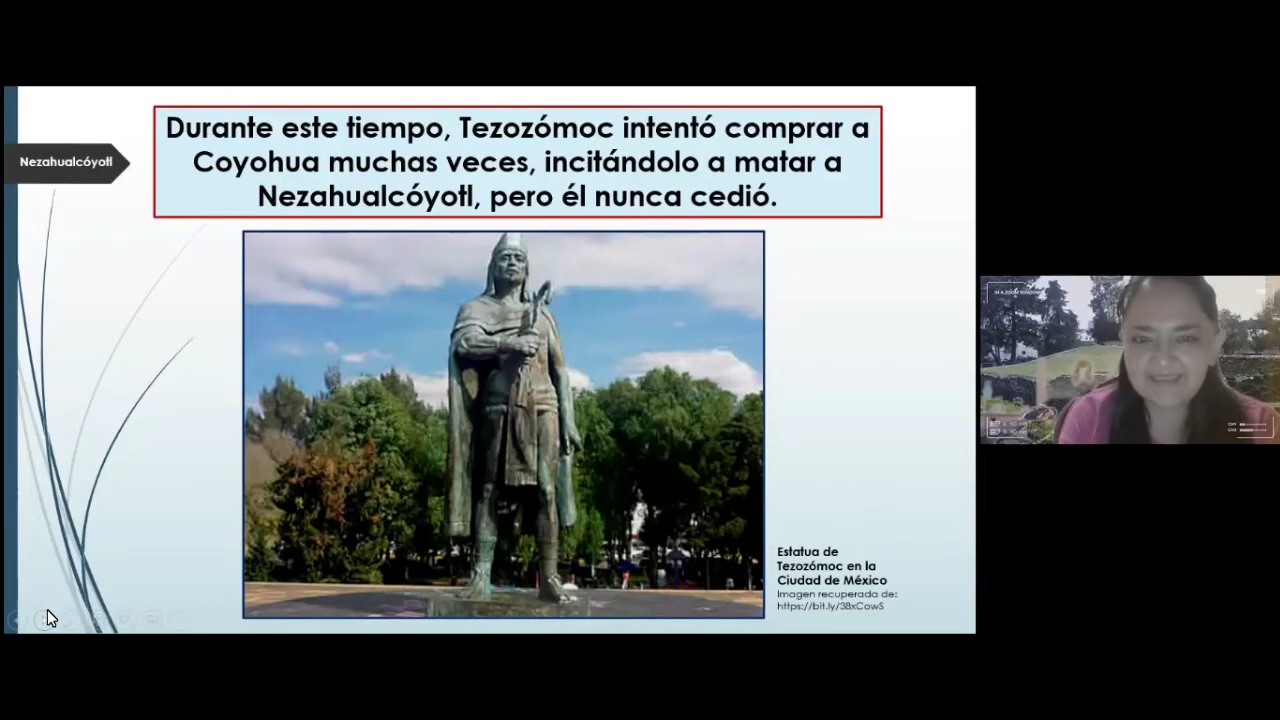 Durante este tiempo, Tezozómoc intentó comprar a
Coyohua muchas veces, incitándolo a matar a
Nezahualcóyotl, pero él nunca cedió.
Nezahualcóyotl
Estatua de
Tezozómoc en la
Ciudad de México
Imagen recuperada de:
https://bit.ly/38xCowS